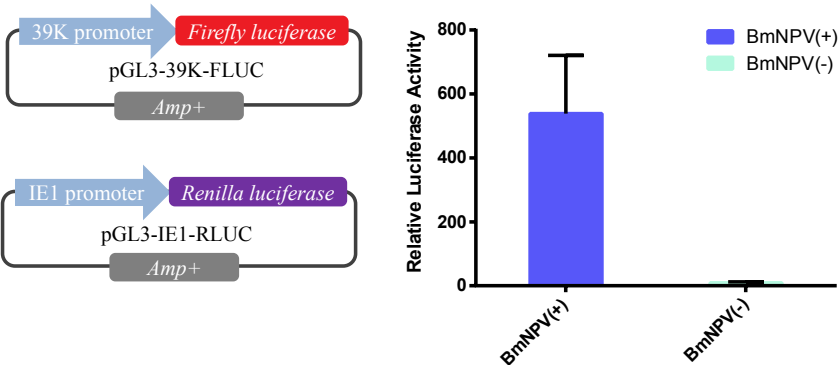 39K promoter
Firefly luciferase
pGL3-39K-FLUC
Amp+
IE1 promoter
Renilla luciferase
pGL3-IE1-RLUC
Amp+
Relative Luciferase Activity
800
600
400
200
0
BmNPV(+)
BmNPV(-)
BmNPV(+)
BmNPV(-)